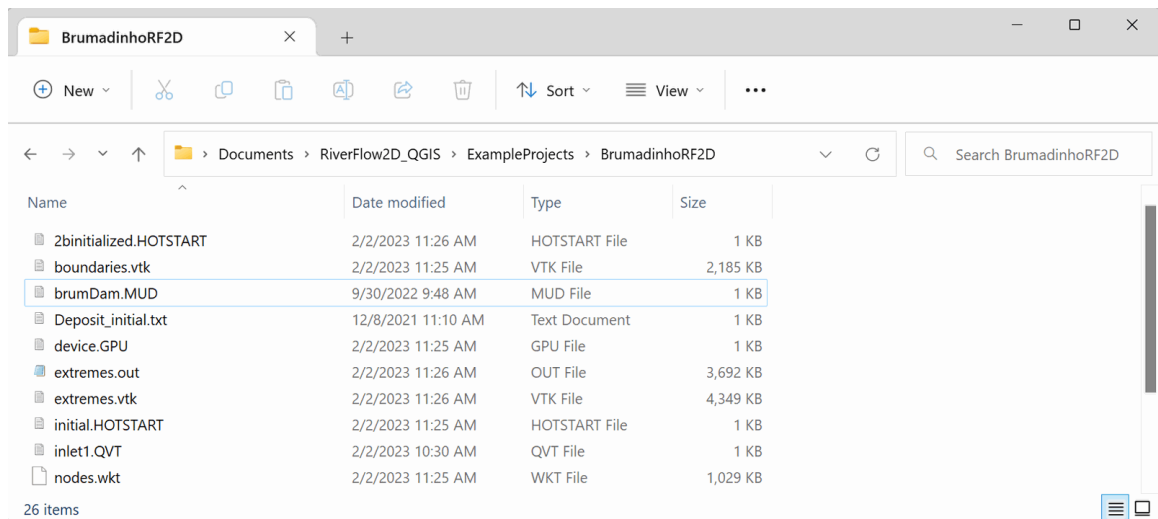 BrumadinhoRF2D
New
Sort
View
Documents > RiverFlow2D_QGIS > ExampleProjects > BrumadinhoRF2D
Search BrumadinhoRF2D
Name Date modified Type Size
2binitialized.HOTSTART 2/2/2023 11:26 AM HOTSTART File 1 KB
boundaries.vtk 2/2/2023 11:25 AM VTK File 2,185 KB
brumDam.MUD 9/30/2022 9:48 AM MUD File 1 KB
Deposit_initial.txt 12/8/2021 11:10 AM Text Document 1 KB
device.GPU 2/2/2023 11:25 AM GPU File 1 KB
extremes.out 2/2/2023 11:26 AM OUT File 3,692 KB
extremes.vtk 2/2/2023 11:26 AM VTK File 4,349 KB
initial.HOTSTART 2/2/2023 11:25 AM HOTSTART File 1 KB
inlet1.QVT 2/2/2023 10:30 AM QVT File 1 KB
nodes.wkt 2/2/2023 11:25 AM WKT File 1,029 KB
26 items